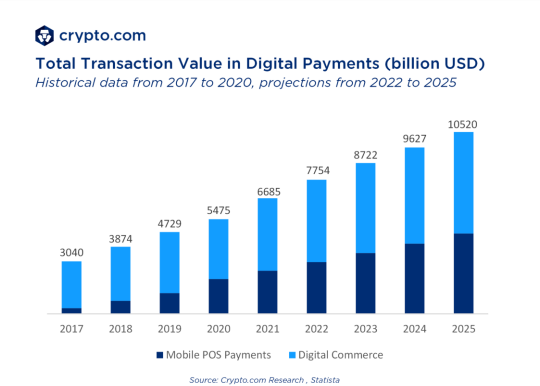 crypto.com
Total Transaction Value in Digital Payments (billion USD)
Historical data from 2017 to 2020, projections from 2022 to 2025
3040
3874
4729
5475
6685
7754
8722
9627
10520
2017 2018 2019 2020 2021 2022 2023 2024 2025
Mobile POS Payments Digital Commerce
Source: Crypto.com Research , Statista